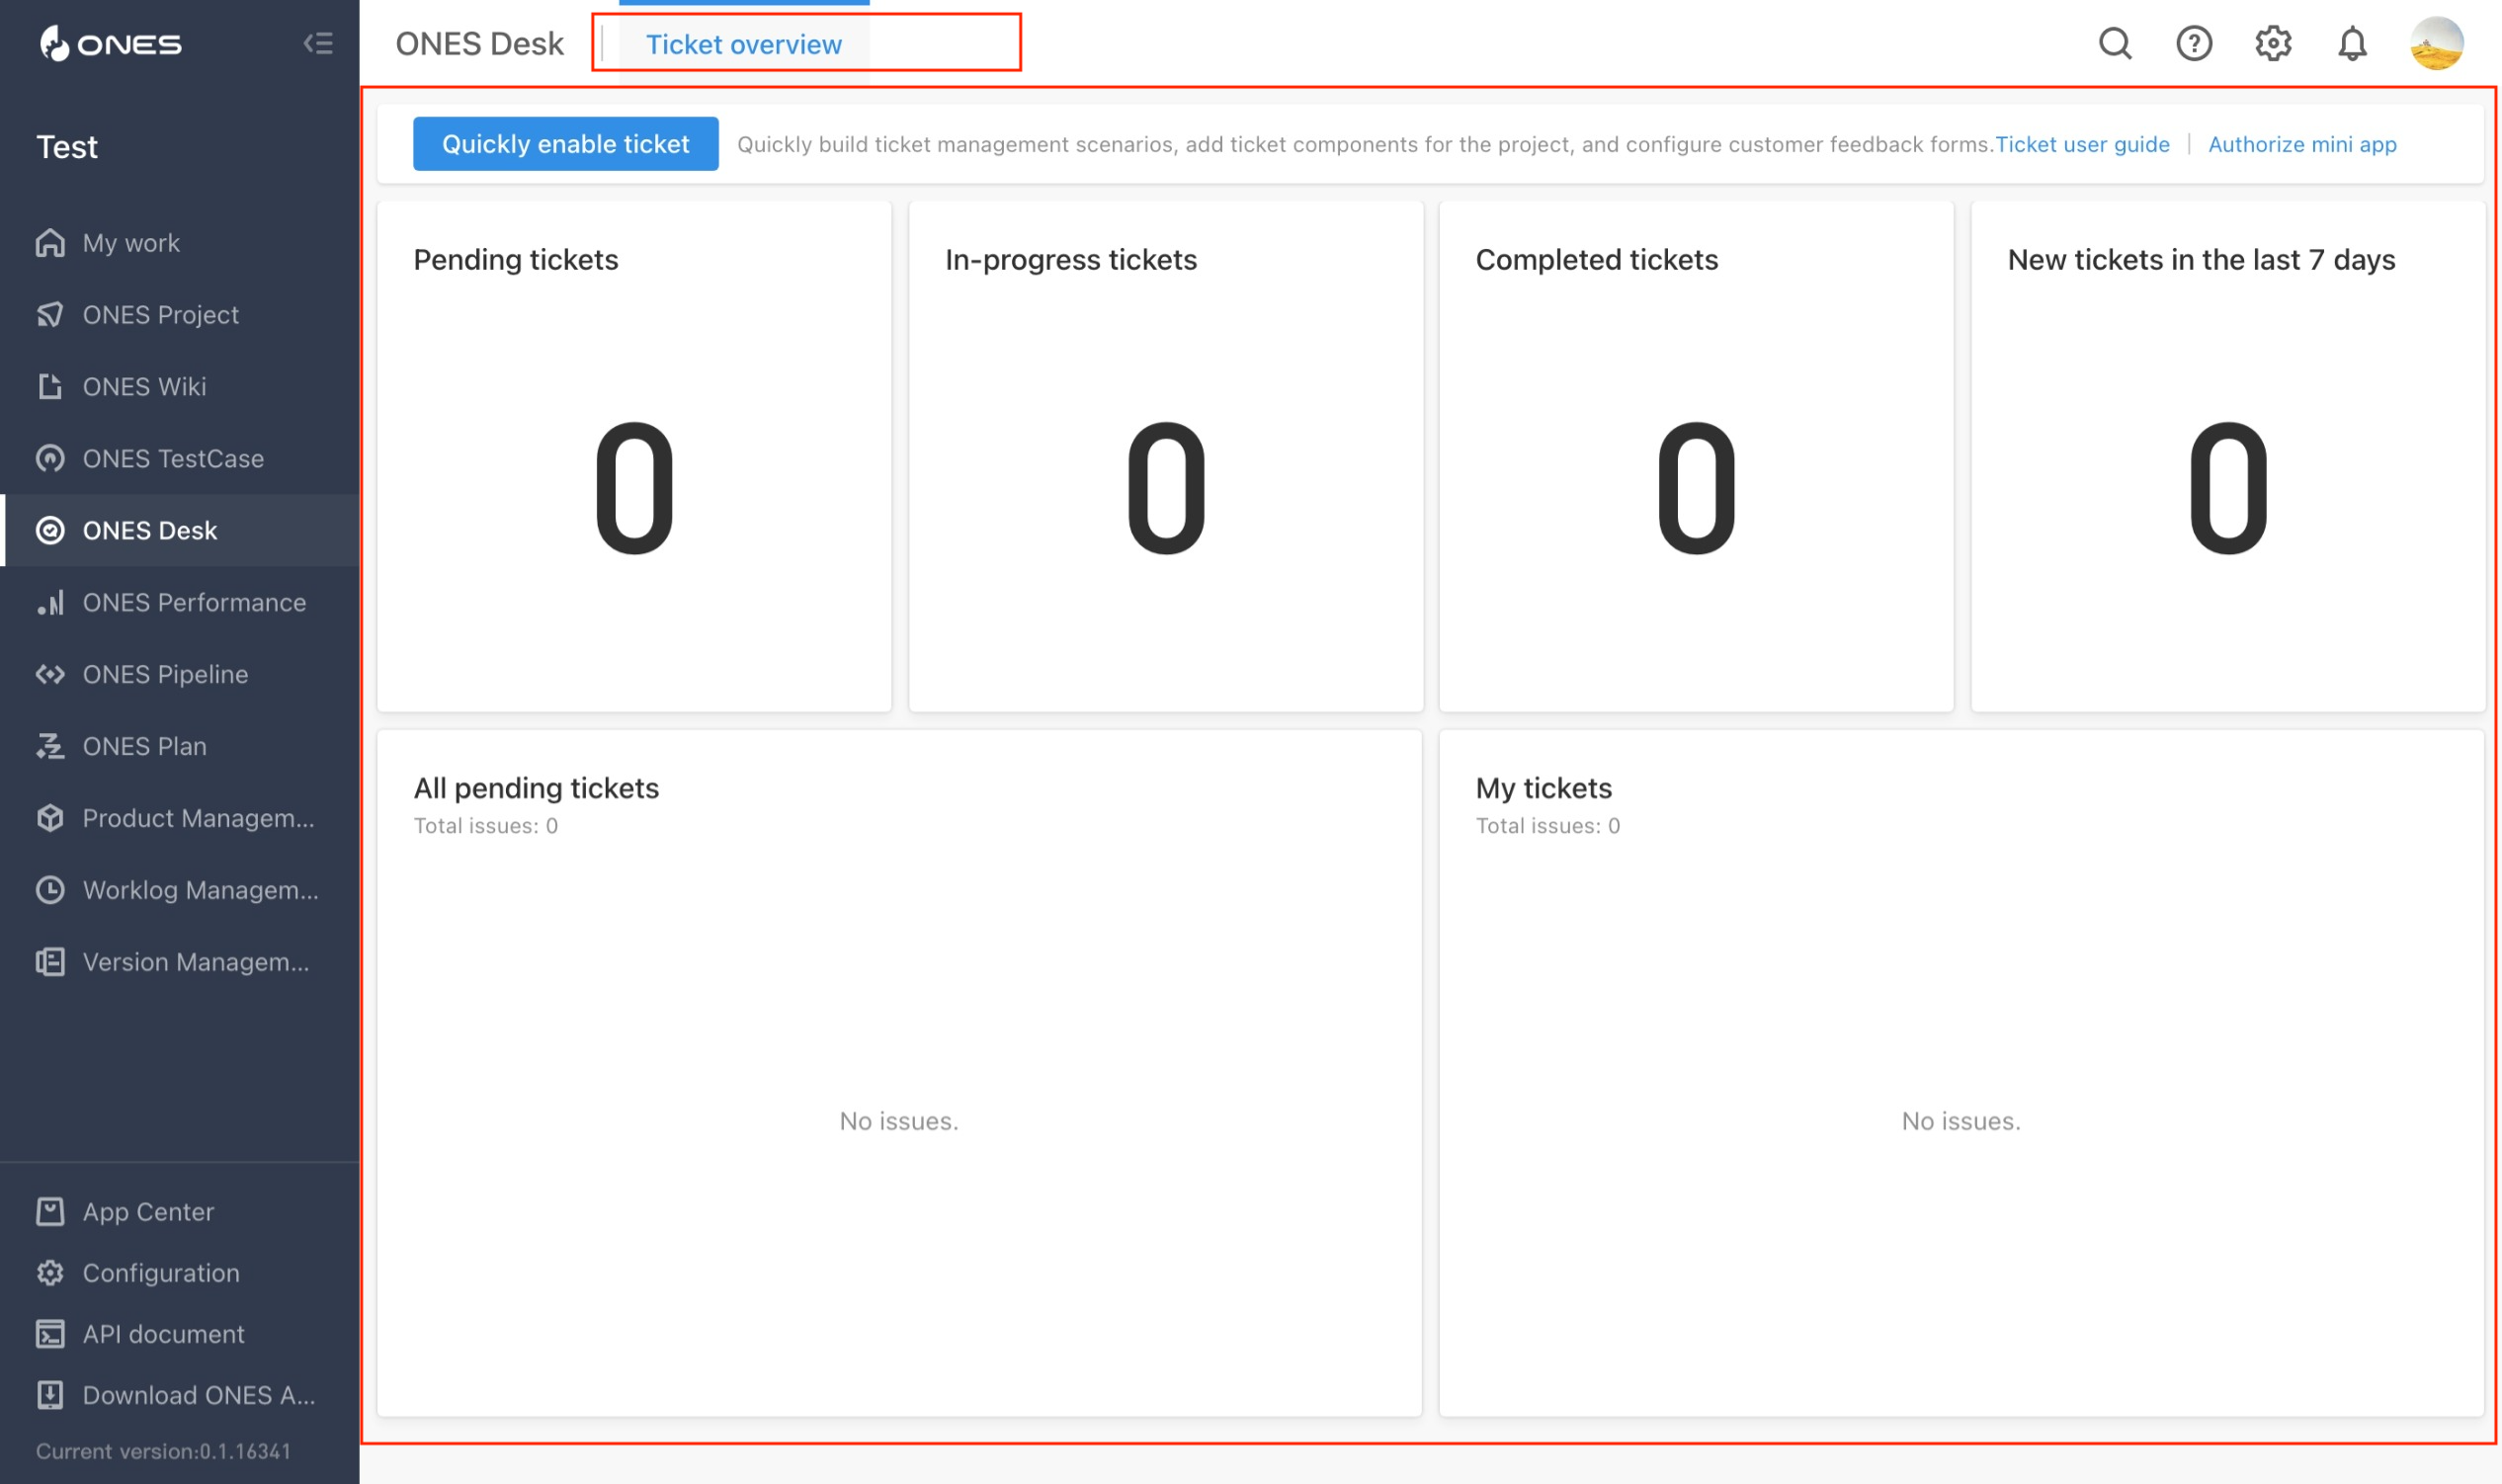 ONES
Test
My work
ONES Project
ONES Wiki
ONES TestCase
ONES Desk
ONES Performance
ONES Pipeline
ONES Plan
Product Managem...
Worklog Managem...
Version Managem...
App Center
Configuration
API document
Download ONES A...
Current version:0.1.16341
ONES Desk
Ticket overview
Quickly enable ticket
Quickly build ticket management scenarios, add ticket components for the project, and configure customer feedback forms.Ticket user guide | Authorize mini app
Pending tickets
0
In-progress tickets
0
Completed tickets
0
New tickets in the last 7 days
0
All pending tickets
Total issues: 0
No issues.
My tickets
Total issues: 0
No issues.